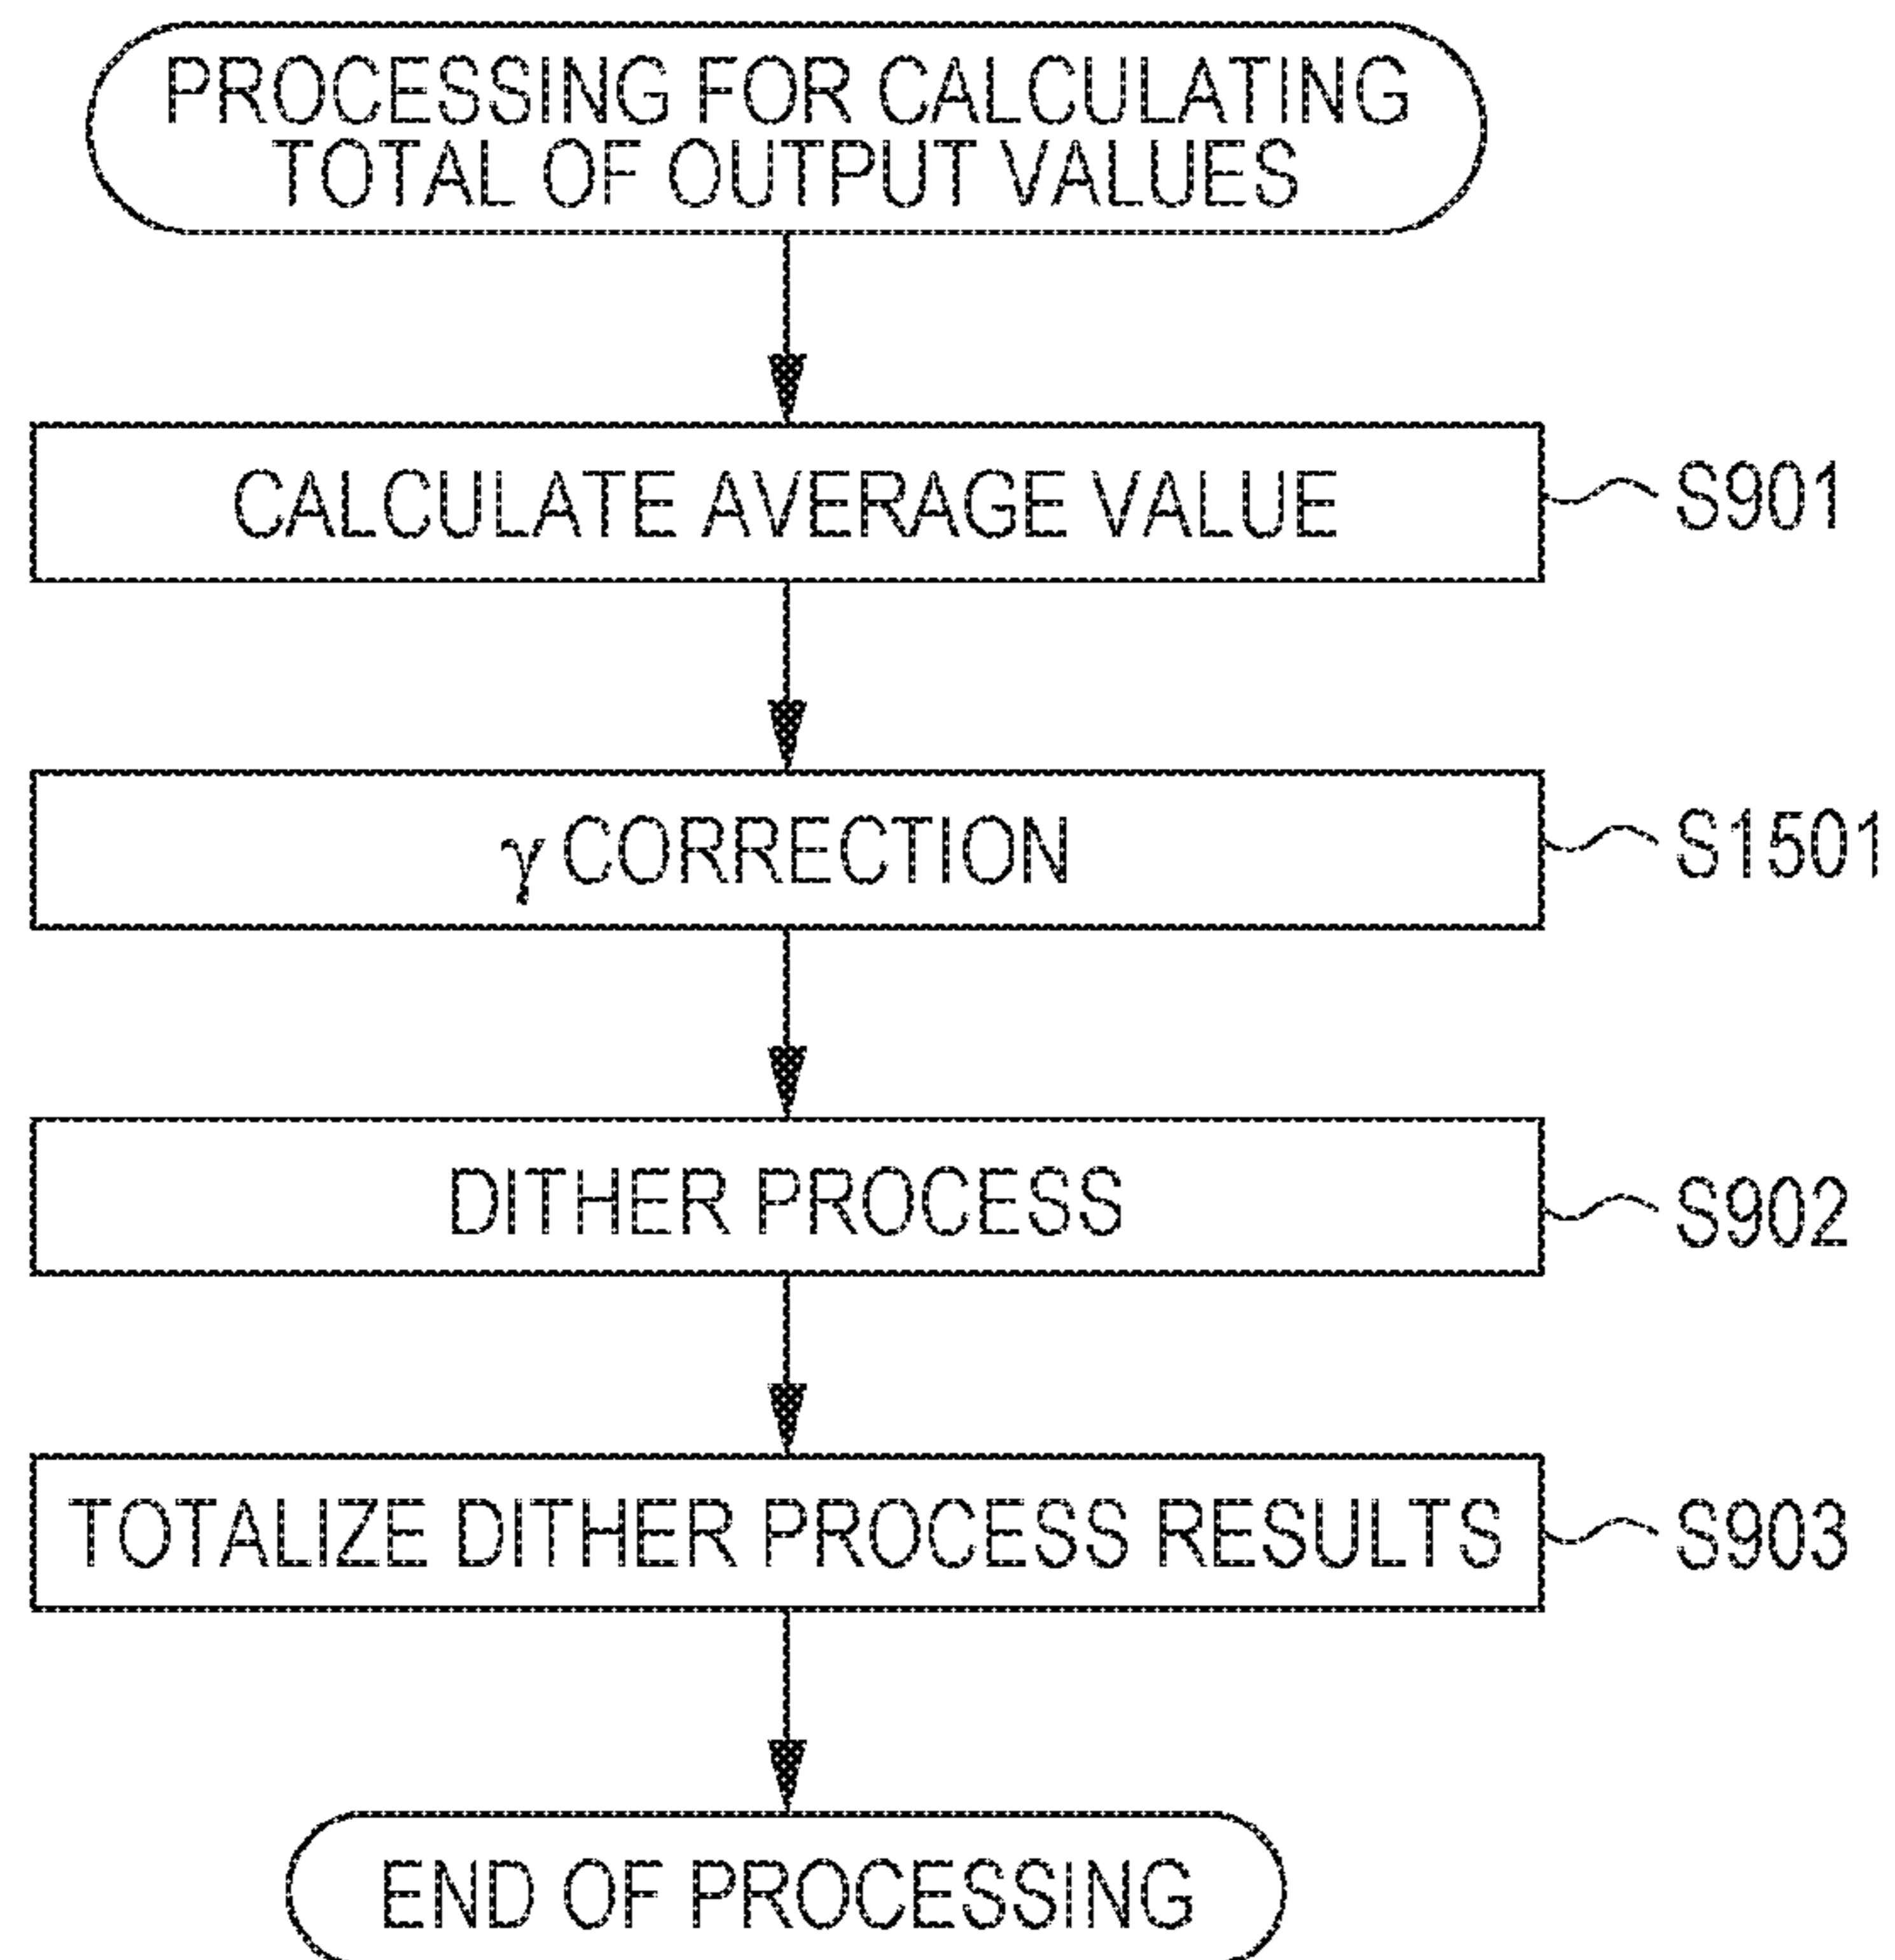 PROCESSING FOR CALCULATING
TOTAL OF OUTPUT VALUES
CALCULATE AVERAGE VALUE
S901
γ CORRECTION
S1501
DITHER PROCESS
S902
TOTALIZE DITHER PROCESS RESULTS
S903
END OF PROCESSING